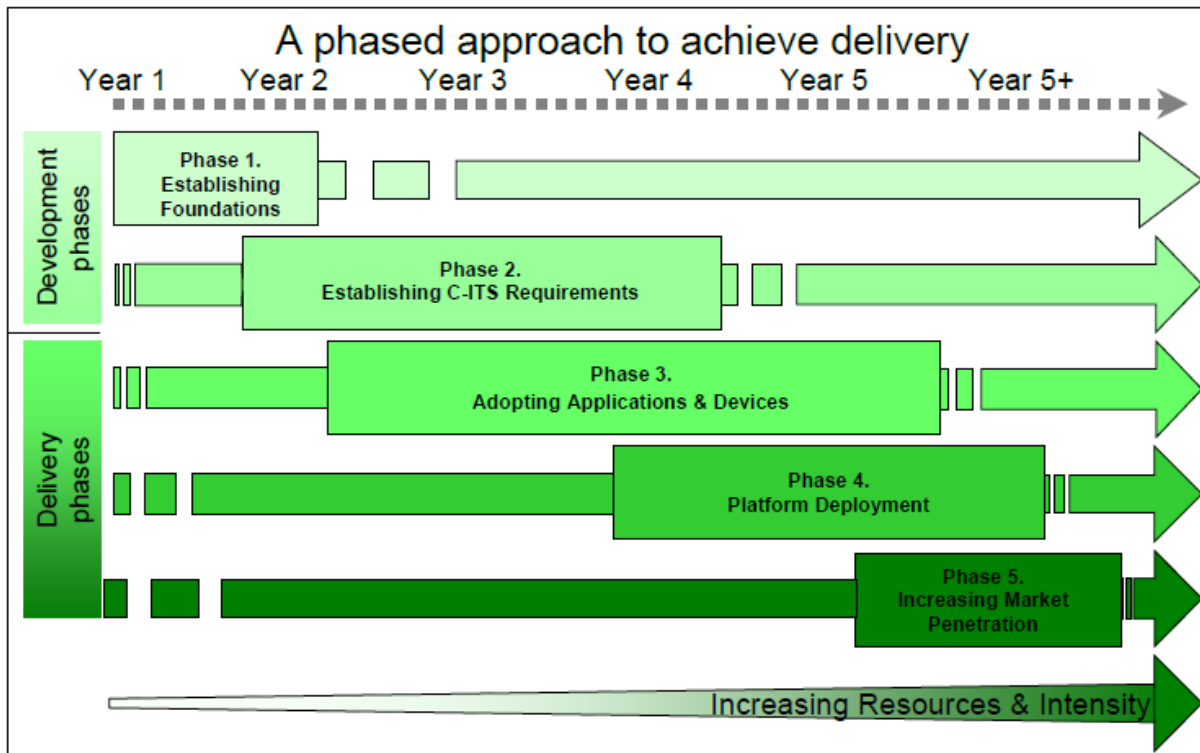 A phased approach to achieve delivery
Year 1 Year 2 Year 3 Year 4 Year 5 Year 5+
Development
phases
Phase 1.
Establishing
Foundations
Phase 2.
Establishing C-ITS Requirements
Delivery
phases
Phase 3.
Adopting Applications & Devices
Phase 4.
Platform Deployment
Phase 5.
Increasing Market
Penetration
Increasing Resources & Intensity